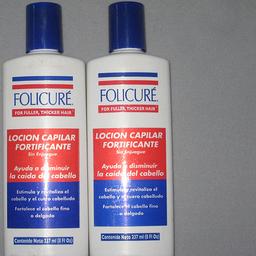 FOLICURÉ
FOR FULLER, THICKER HAIR
LOCION CAPILAR
FORTIFICANTE
Sin Enjuague
Ayuda a disminuir
la caída del cabello
Estimula y revitaliza el
cabello y el cuero cabelludo
Fortalece el cabello fino
o delgado
Contenido Neto 237 ml (8 Fl Oz)
FOLICURÉ
FOR FULLER, THICKER HAIR
LOCION CAPILAR
FORTIFICANTE
Sin Enjuague
Ayuda a disminuir
la caída del cabello
Estimula y revitaliza el
cabello y el cuero cabelludo
Fortalece el cabello fino
o delgado
Contenido Neto 237 ml (8 Fl Oz)